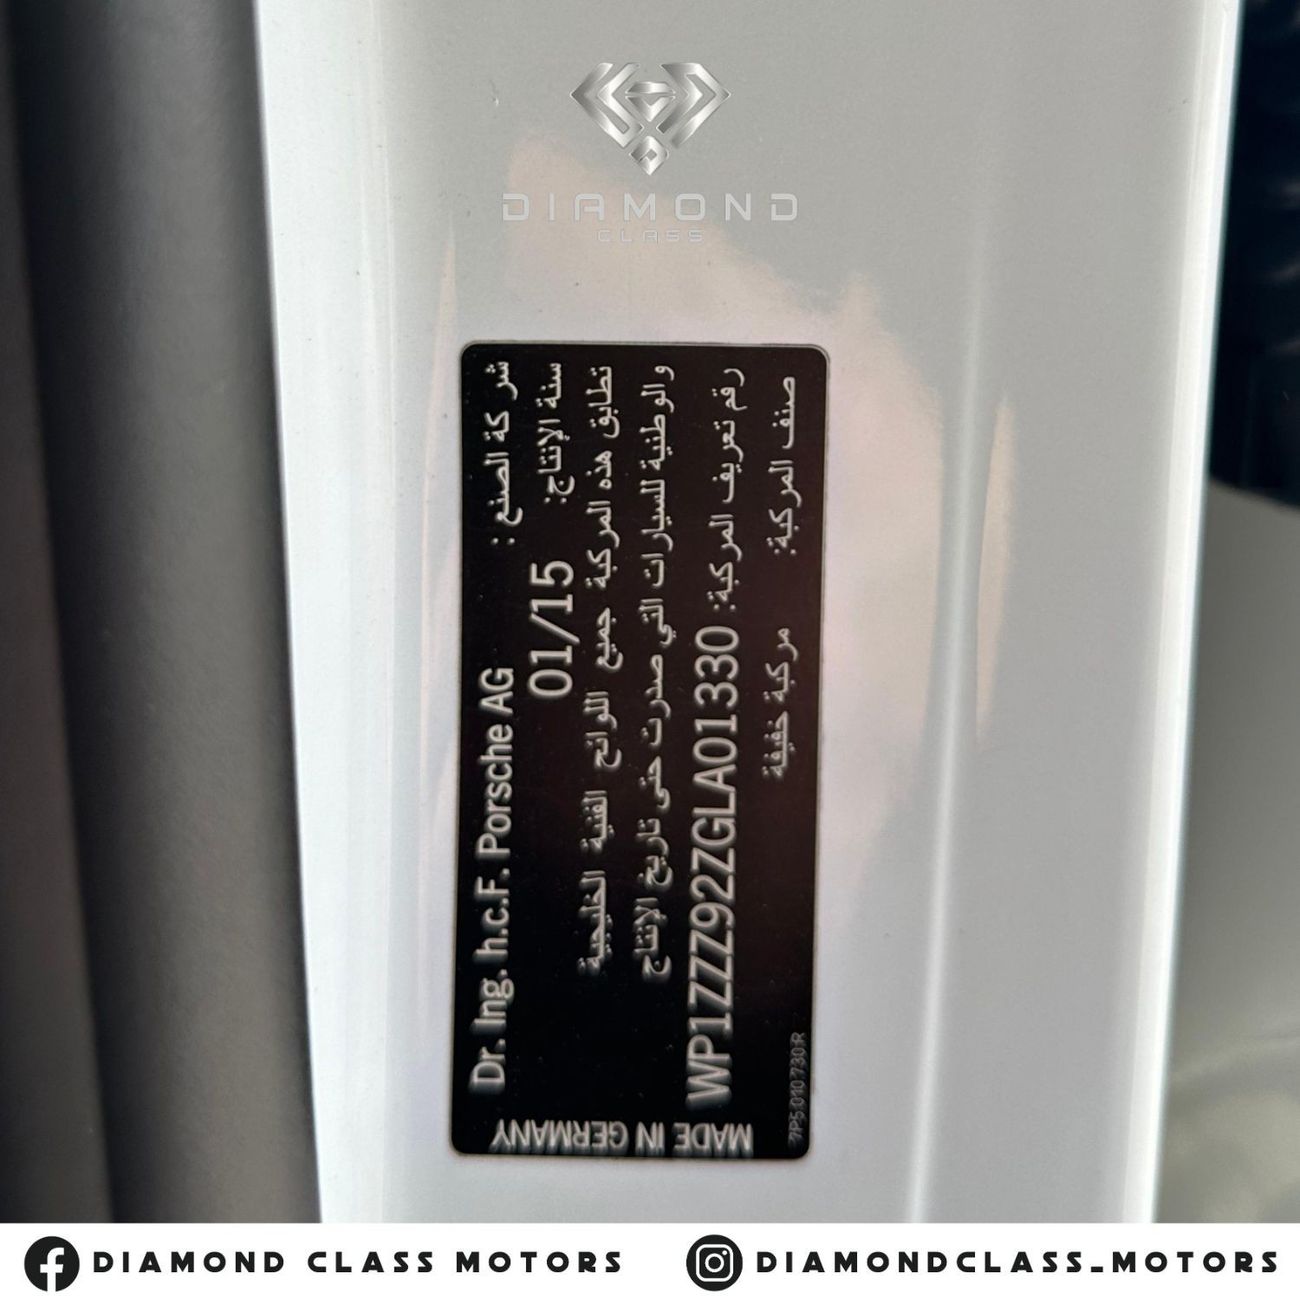 DIAMOND
CLASS
شركة الصنع : Dr. Ing. h.c.F. Porsche AG
سنة الإنتاج: 01/15
تطابق هذه المركبة جميع اللوائح الفنية الخليجية
والوطنية للسيارات التي صدرت حتى تاريخ الإنتاج
رقم تعريف المركبة: WP1ZZZ92ZGLA01330
صنف المركبة: مركبة خفيفة
MADE IN GERMANY
7P5.010.730.R
DIAMOND CLASS MOTORS
DIAMONDCLASS_MOTORS